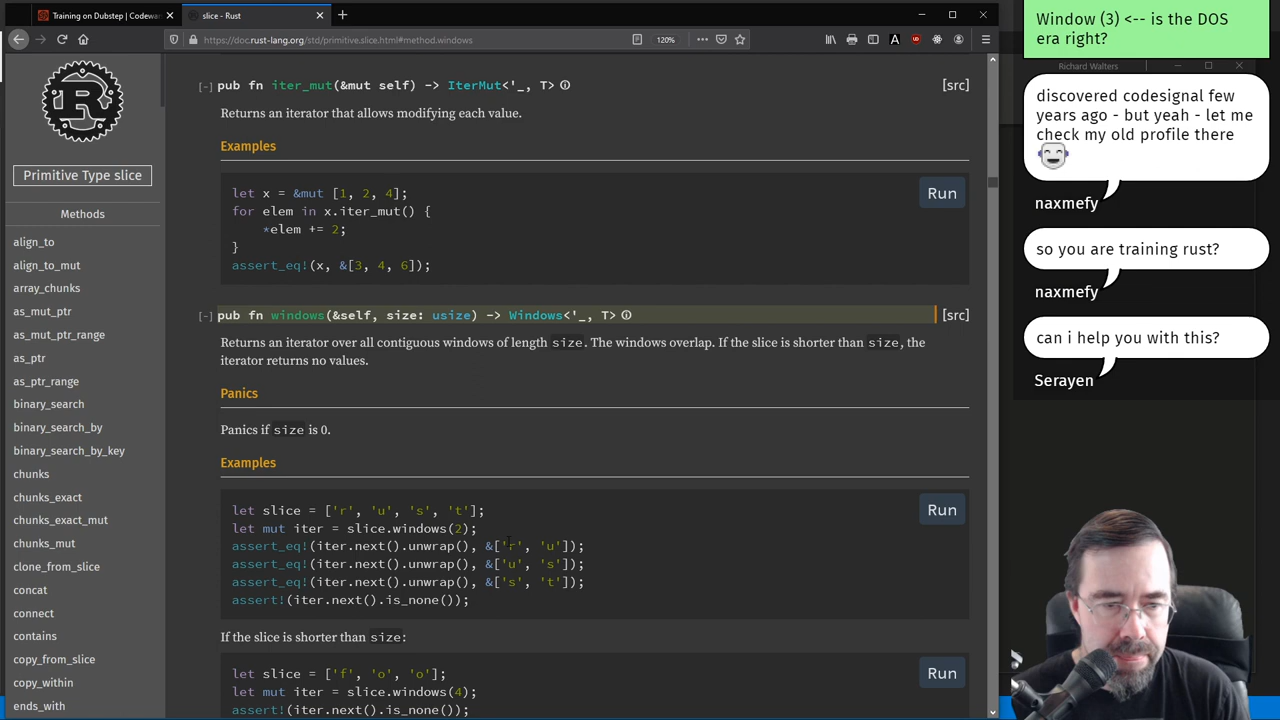 Training on Dubstep | Codewar
slice - Rust
https://doc.rust-lang.org/std/primitive.slice.html#method.windows
120%
Primitive Type slice
Methods
align_to
align_to_mut
array_chunks
as_mut_ptr
as_mut_ptr_range
as_ptr
as_ptr_range
binary_search
binary_search_by
binary_search_by_key
chunks
chunks_exact
chunks_exact_mut
chunks_mut
clone_from_slice
concat
connect
contains
copy_from_slice
copy_within
ends_with
[-] pub fn iter_mut(&mut self) -> IterMut<'_, T> ⓘ [src]
Returns an iterator that allows modifying each value.
Examples
Run
let x = &mut [1, 2, 4];
for elem in x.iter_mut() {
*elem += 2;
}
assert_eq!(x, &[3, 4, 6]);
[-] pub fn windows(&self, size: usize) -> Windows<'_, T> ⓘ [src]
Returns an iterator over all contiguous windows of length size. The windows overlap. If the slice is shorter than size, the
iterator returns no values.
Panics
Panics if size is 0.
Examples
Run
let slice = ['r', 'u', 's', 't'];
let mut iter = slice.windows(2);
assert_eq!(iter.next().unwrap(), &['r', 'u']);
assert_eq!(iter.next().unwrap(), &['u', 's']);
assert_eq!(iter.next().unwrap(), &['s', 't']);
assert!(iter.next().is_none());
If the slice is shorter than size:
Run
let slice = ['f', 'o', 'o'];
let mut iter = slice.windows(4);
assert!(iter.next().is_none());
Window (3) <-- is the DOS
era right?
Richard Walters
discovered codesignal few
years ago - but yeah - let me
check my old profile there
naxmefy
so you are training rust?
naxmefy
can i help you with this?
Serayen